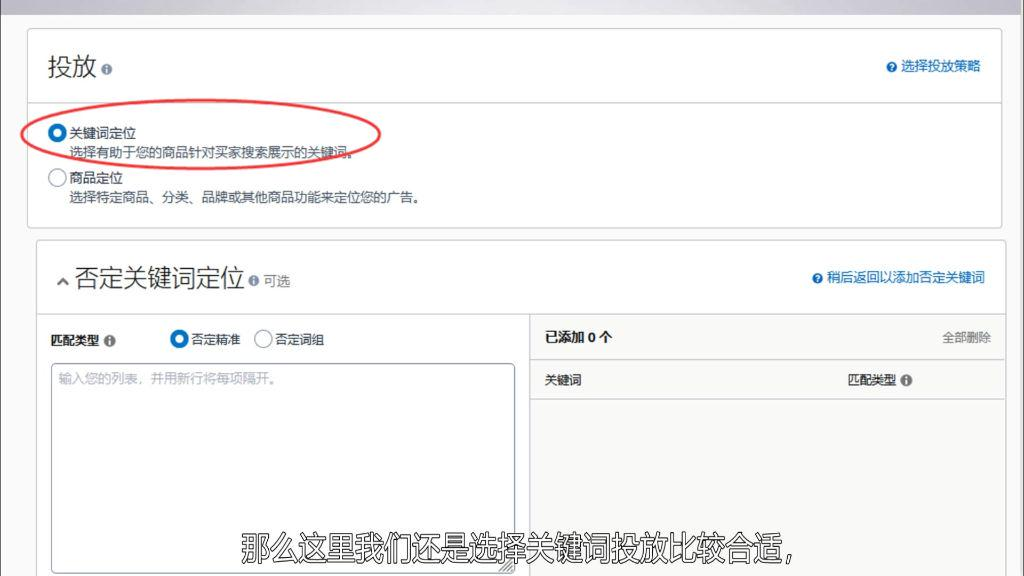 投放
选择投放策略
关键词定位
选择有助于您的商品针对买家搜索展示的关键词。
商品定位
选择特定商品、分类、品牌或其他商品功能来定位您的广告。
否定关键词定位 可选
稍后返回以添加否定关键词
匹配类型 否定精准 否定词组
已添加 0 个 全部删除
输入您的列表，并用新行将每项隔开。
关键词 匹配类型
那么这里我们还是选择关键词投放比较合适，